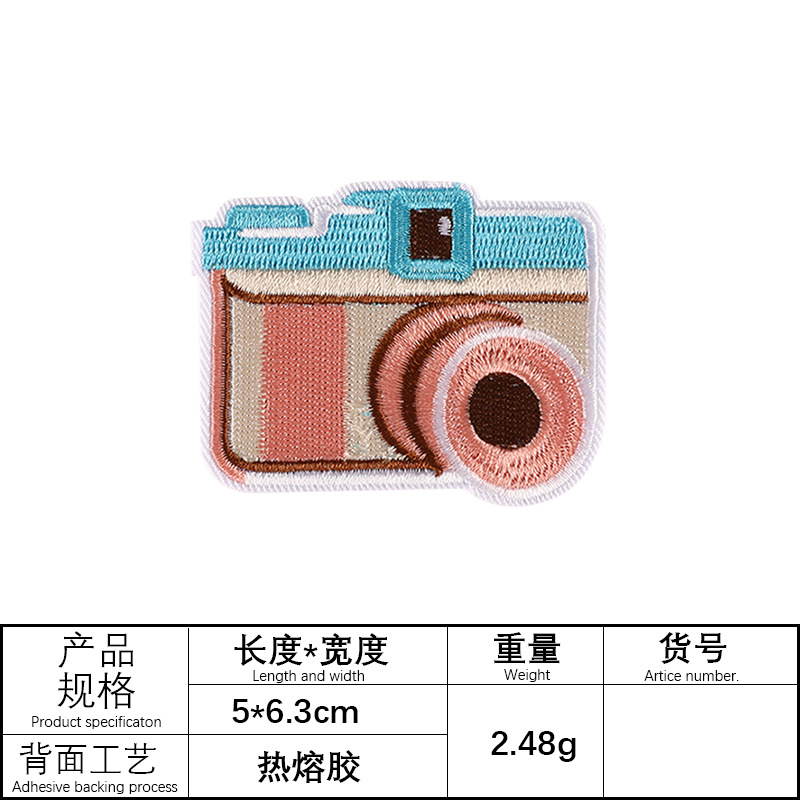 产品
规格
Product specificaton
长度*宽度
Length and width
重量
Weight
货号
Artice number.
5*6.3cm
2.48g
背面工艺
Adhesive backing process
热熔胶